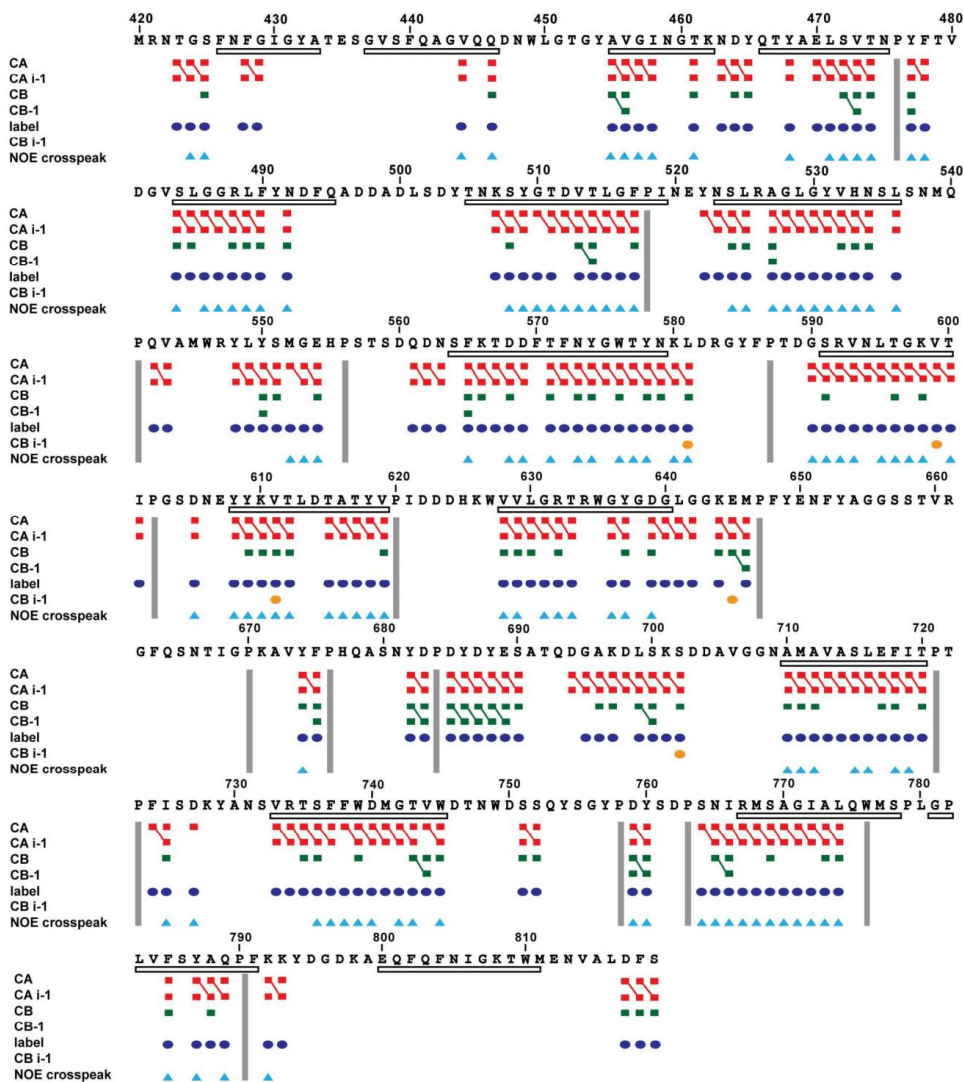 420 430 440 450 460 470 480
MRNTGSFNFGIGYATESGVSFQAGVQQDNWLGTGYAVGINGTKNDYQTYAELSVTNPYFTV
CA
CA i-1
CB
CB-1
label
CB i-1
NOE crosspeak
490 500 510 520 530 540
DGVSLGGRLFYNDFQADDADLSDYTNKSYGTDVTLGFPINEYNSLRAGLGYVHNSLSNMQ
CA
CA i-1
CB
CB-1
label
CB i-1
NOE crosspeak
550 560 570 580 590 600
PQVAMWRYLYSMGEHPSTSDQDNSFKTDDFTFNYGWTYNKLDRGYFPTDGSRVNLTGKVT
CA
CA i-1
CB
CB-1
label
CB i-1
NOE crosspeak
610 620 630 640 650 660
IPGSDNEYYKVTLDTATYVPIDDDHKWVVLGRTRWGYGDGLGGKEMPFYENFYAGGSSTVR
CA
CA i-1
CB
CB-1
label
CB i-1
NOE crosspeak
670 680 690 700 710 720
GFQSNTIGPKAVYFPHQASNYDPDYDYESATQDGAKDLSKSDDAVGGNAMAVASLEFITPT
CA
CA i-1
CB
CB-1
label
CB i-1
NOE crosspeak
730 740 750 760 770 780
PFISDKYANSVRTSFFWDMGTVWDTNWDSSQYSGYPDYSDPSNIRMSAGIALQWMSPLGP
CA
CA i-1
CB
CB-1
label
CB i-1
NOE crosspeak
790 800 810
LVFSYAQPFKKYDGDKAEQFQFNIGKTWMENVALDFS
CA
CA i-1
CB
CB-1
label
CB i-1
NOE crosspeak